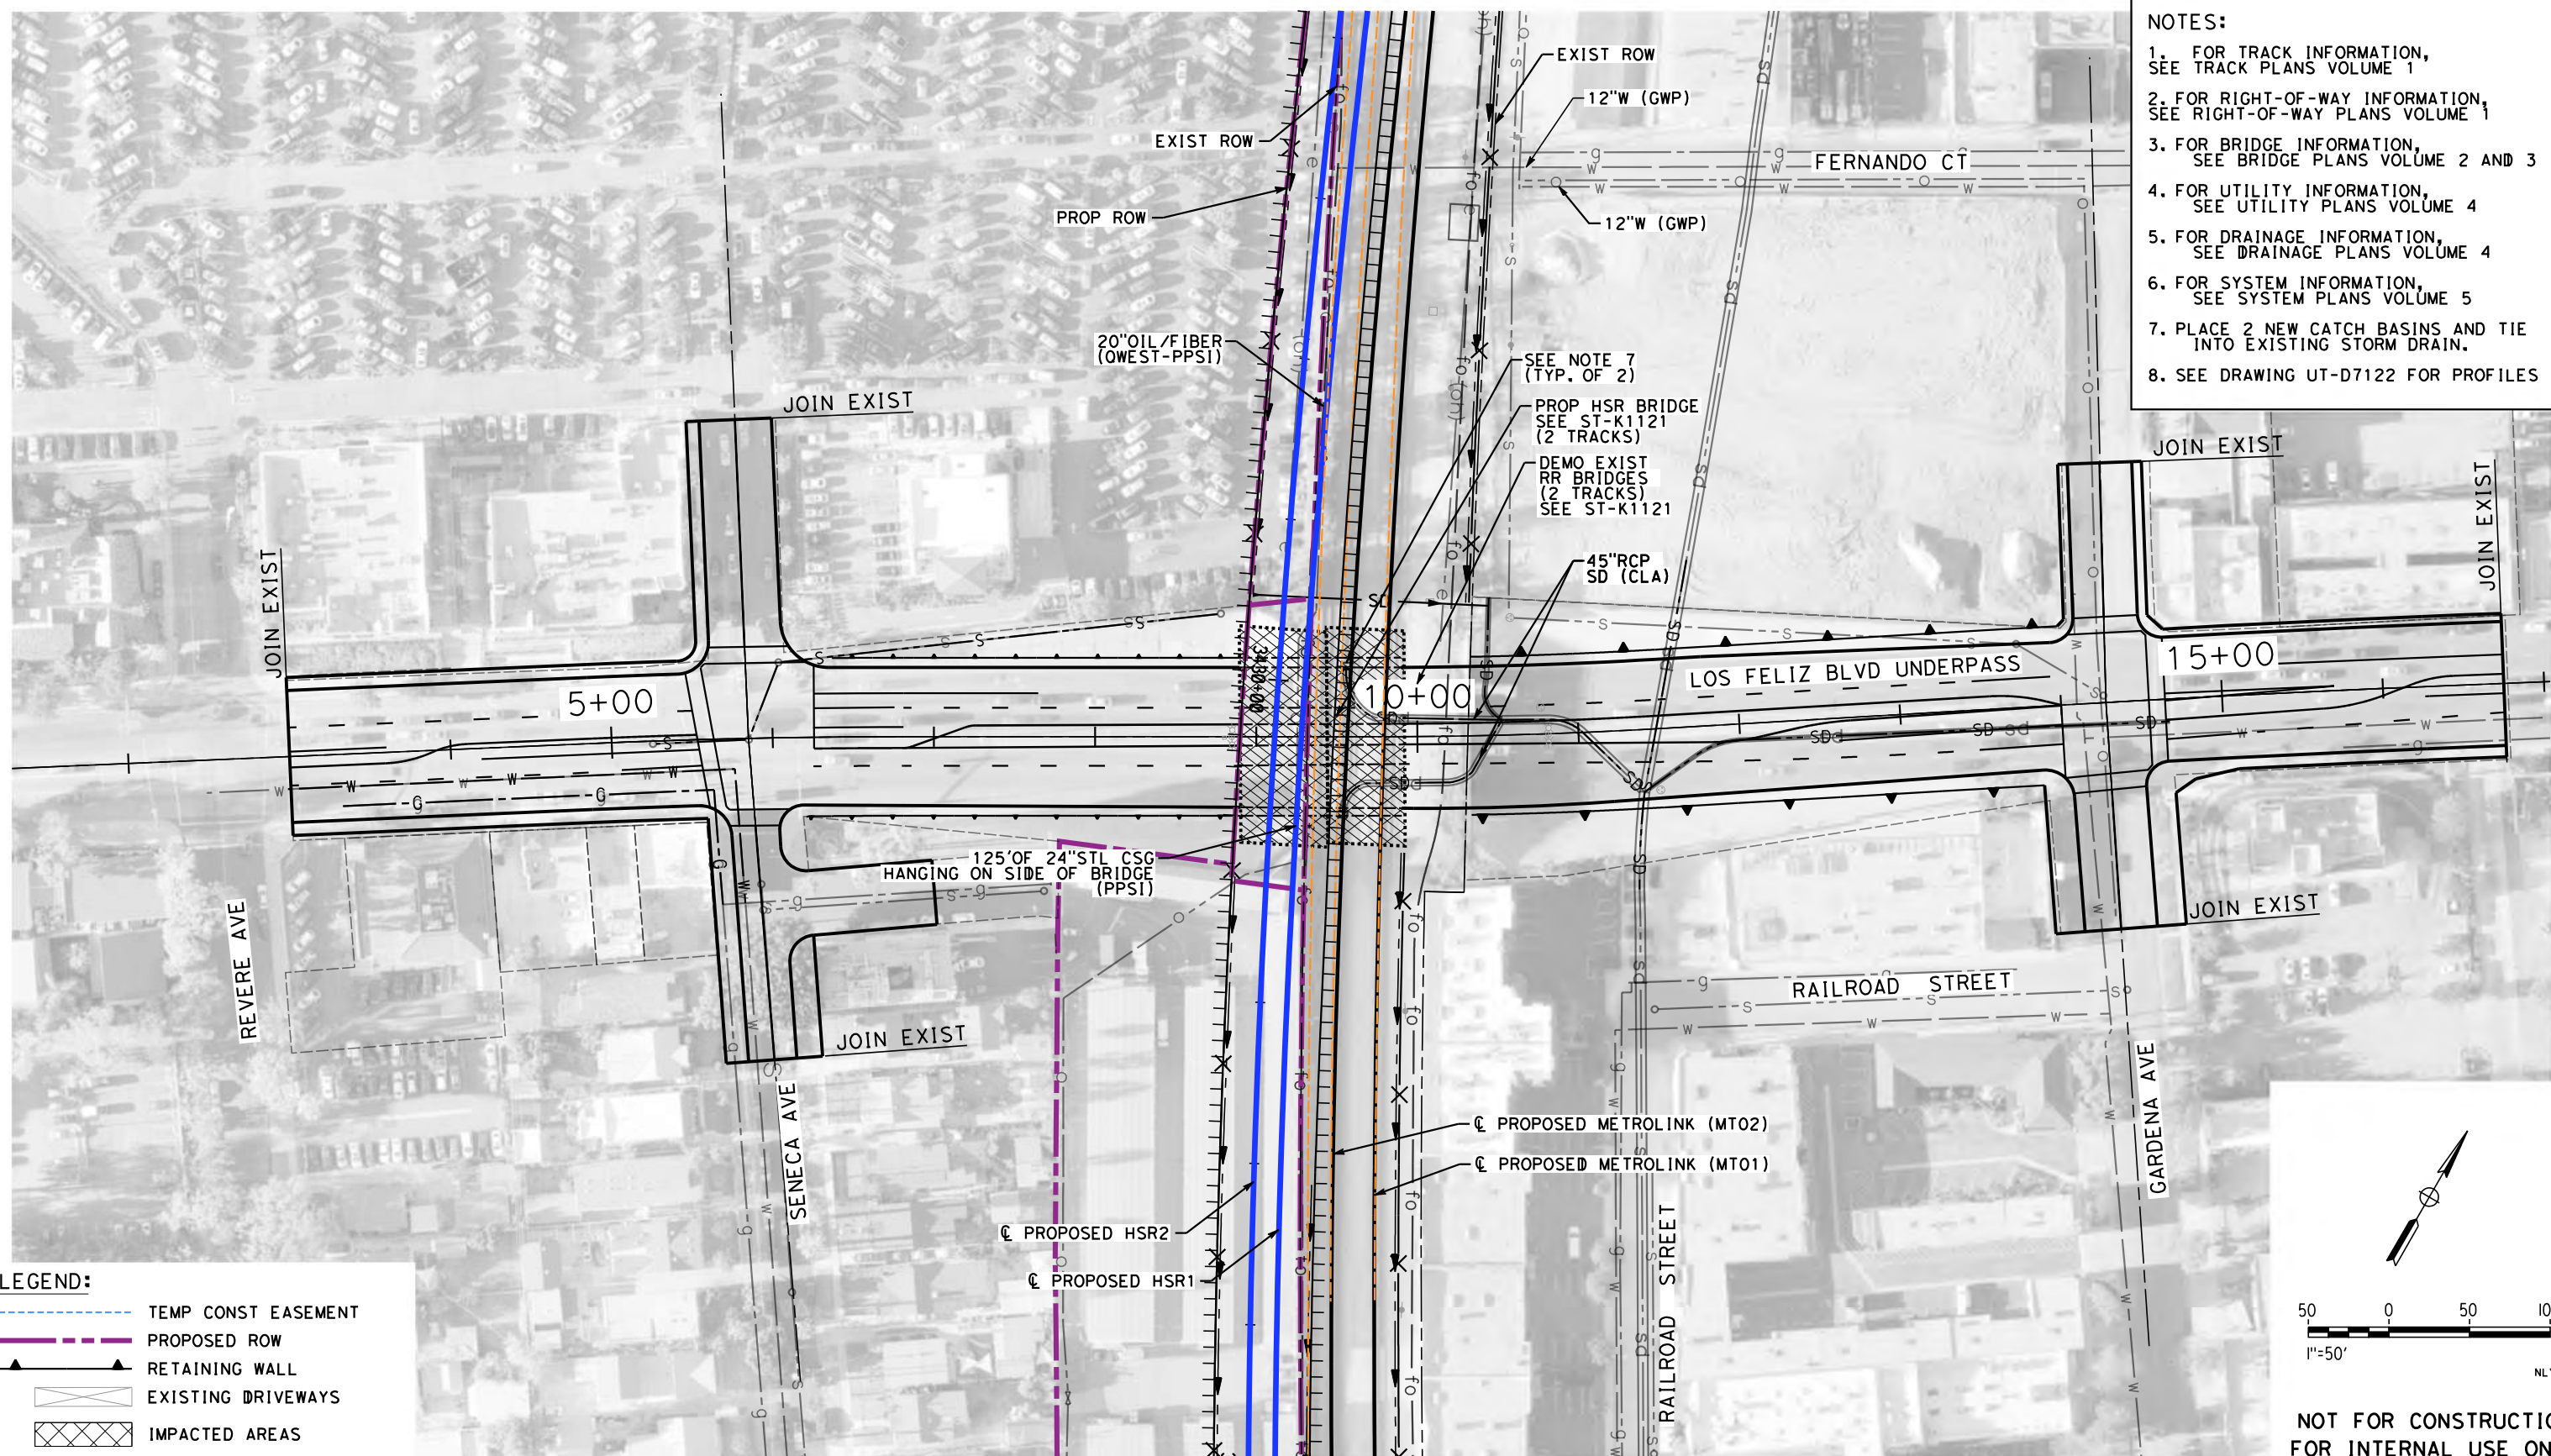 NOTES:
1. FOR TRACK INFORMATION,
SEE TRACK PLANS VOLUME 1
2. FOR RIGHT-OF-WAY INFORMATION,
SEE RIGHT-OF-WAY PLANS VOLUME 1
3. FOR BRIDGE INFORMATION,
SEE BRIDGE PLANS VOLUME 2 AND 3
4. FOR UTILITY INFORMATION,
SEE UTILITY PLANS VOLUME 4
5. FOR DRAINAGE INFORMATION,
SEE DRAINAGE PLANS VOLUME 4
6. FOR SYSTEM INFORMATION,
SEE SYSTEM PLANS VOLUME 5
7. PLACE 2 NEW CATCH BASINS AND TIE
INTO EXISTING STORM DRAIN.
8. SEE DRAWING UT-D7122 FOR PROFILES
EXIST ROW
12"W (GWP)
EXIST ROW
FERNANDO CT
PROP ROW
12"W (GWP)
20"OIL/FIBER
(QWEST-PPSI)
SEE NOTE 7
(TYP. OF 2)
PROP HSR BRIDGE
SEE ST-K1121
(2 TRACKS)
DEMO EXIST
RR BRIDGES
(2 TRACKS)
SEE ST-K1121
45"RCP
SD (CLA)
JOIN EXIST
JOIN EXIST
JOIN EXIST
JOIN EXIST
5+00
3480+00
10+00
LOS FELIZ BLVD UNDERPASS
15+00
125'OF 24"STL CSG
HANGING ON SIDE OF BRIDGE
(PPSI)
JOIN EXIST
JOIN EXIST
REVERE AVE
SENECA AVE
RAILROAD STREET
RAILROAD STREET
GARDENA AVE
℄ PROPOSED METROLINK (MT02)
℄ PROPOSED METROLINK (MT01)
℄ PROPOSED HSR2
℄ PROPOSED HSR1
LEGEND:
TEMP CONST EASEMENT
PROPOSED ROW
RETAINING WALL
EXISTING DRIVEWAYS
IMPACTED AREAS
50 0 50 10
1"=50'
NOT FOR CONSTRUCTIO
FOR INTERNAL USE ON